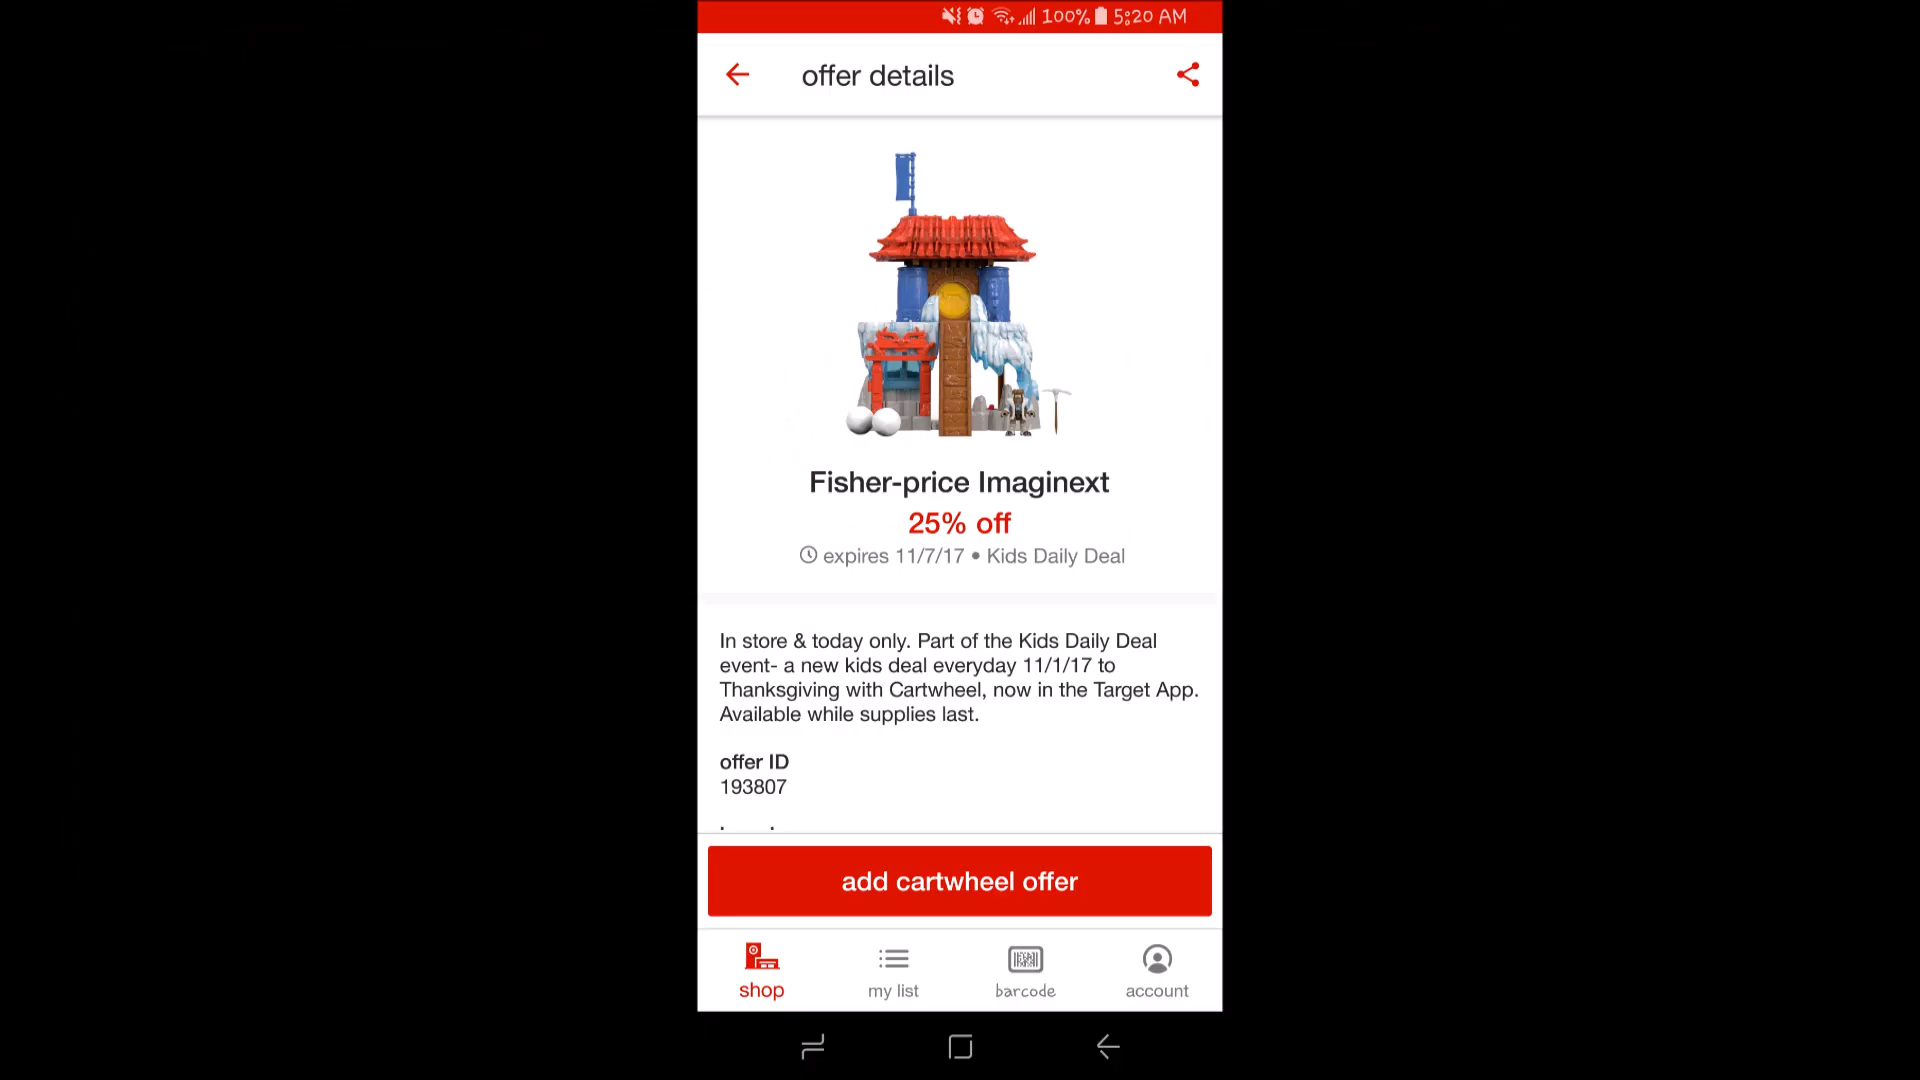 100% 5:20 AM
offer details
Fisher-price Imaginext
25% off
expires 11/7/17 • Kids Daily Deal
In store & today only. Part of the Kids Daily Deal
event- a new kids deal everyday 11/1/17 to
Thanksgiving with Cartwheel, now in the Target App.
Available while supplies last.
offer ID
193807
add cartwheel offer
shop
my list
barcode
account